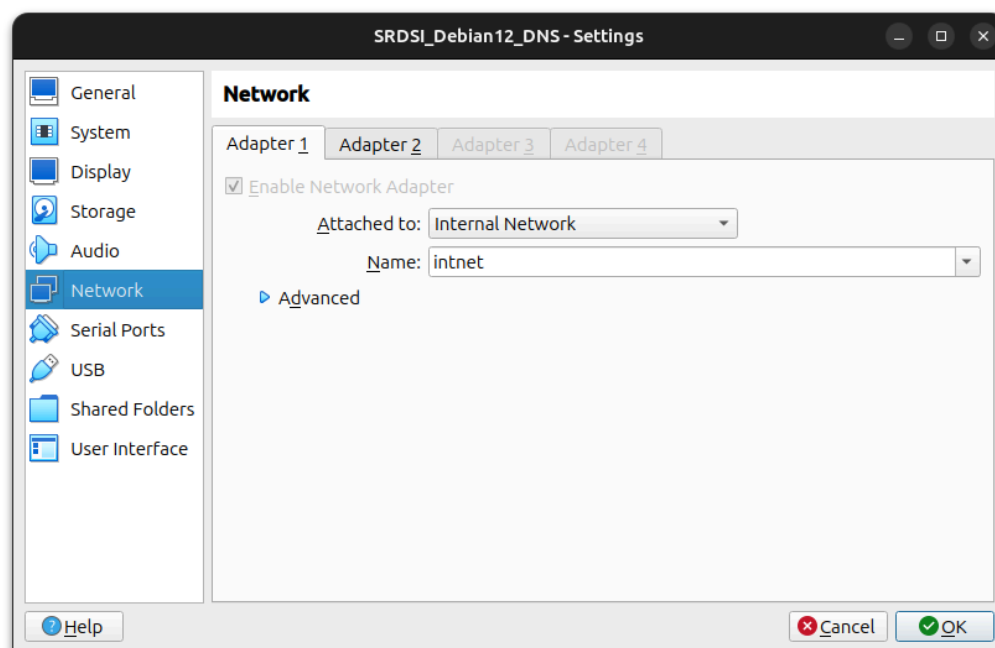 SRDSI_Debian12_DNS - Settings
General
System
Display
Storage
Audio
Network
Serial Ports
USB
Shared Folders
User Interface
Network
Adapter 1 Adapter 2 Adapter 3 Adapter 4
Enable Network Adapter
Attached to: Internal Network
Name: intnet
Advanced
Help Cancel OK